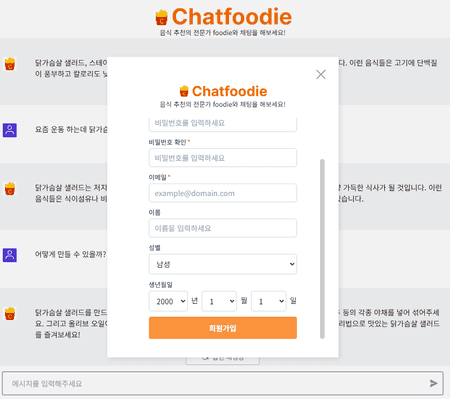 Chatfoodie
음식 추천의 전문가 foodie와 채팅을 해보세요!
닭가슴살 샐러드, 스테이
다. 이런 음식들은 고기에 단백질
이 풍부하고 칼로리도 낮
Chatfoodie
음식 추천의 전문가 foodie와 채팅을 해보세요!
비밀번호를 입력하세요
비밀번호 확인 *
비밀번호를 입력하세요
이메일 *
example@domain.com
이름
이름을 입력하세요
성별
남성
생년월일
2000 년 1 월 1 일
회원가입
요즘 운동 하는데 닭가슴
닭가슴살 샐러드는 저지
가득한 식사가 될 것입니다. 이런
음식들은 식이섬유나 비
있습니다.
어떻게 만들 수 있을까?
닭가슴살 샐러드를 만드
등의 각종 야채를 넣어 섞어주세
요. 그리고 올리브 오일이
리법으로 맛있는 닭가슴살 샐러드
를 즐겨보세요!
메시지를 입력해주세요